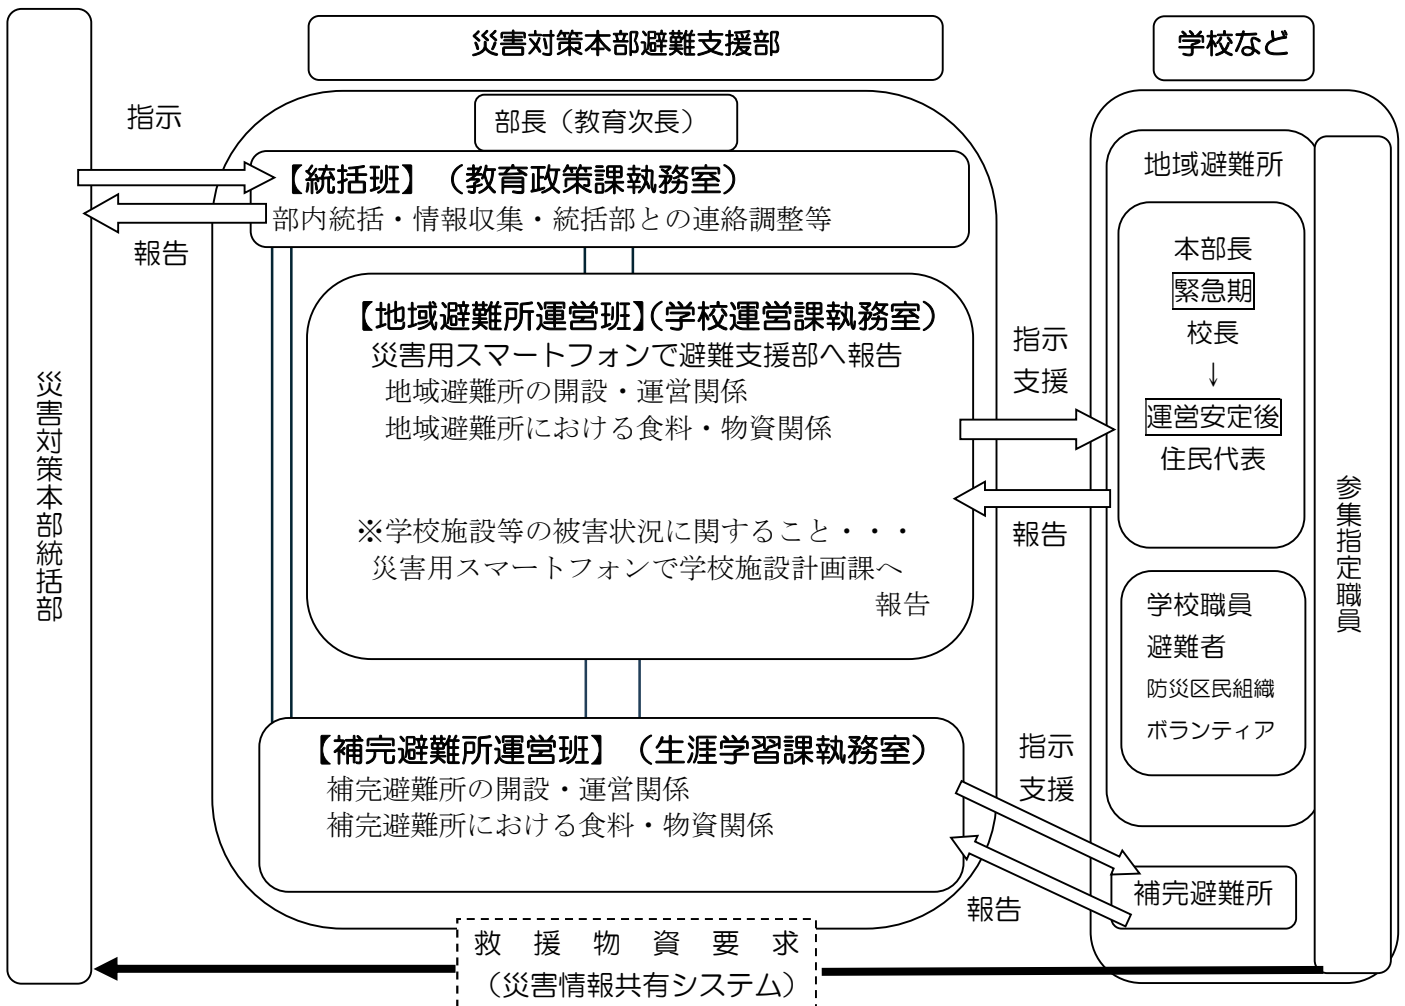 災害対策本部避難支援部
学校など
災害対策本部統括部
指示
報告
部長（教育次長）
【統括班】（教育政策課執務室）
部内統括・情報収集・統括部との連絡調整等
【地域避難所運営班】（学校運営課執務室）
災害用スマートフォンで避難支援部へ報告
地域避難所の開設・運営関係
地域避難所における食料・物資関係
※学校施設等の被害状況に関すること・・・
災害用スマートフォンで学校施設計画課へ
報告
【補完避難所運営班】（生涯学習課執務室）
補完避難所の開設・運営関係
補完避難所における食料・物資関係
指示
支援
報告
指示
支援
報告
地域避難所
本部長
緊急期
校長
↓
運営安定後
住民代表
学校職員
避難者
防災区民組織
ボランティア
補完避難所
参集指定職員
救援物資要求
（災害情報共有システム）